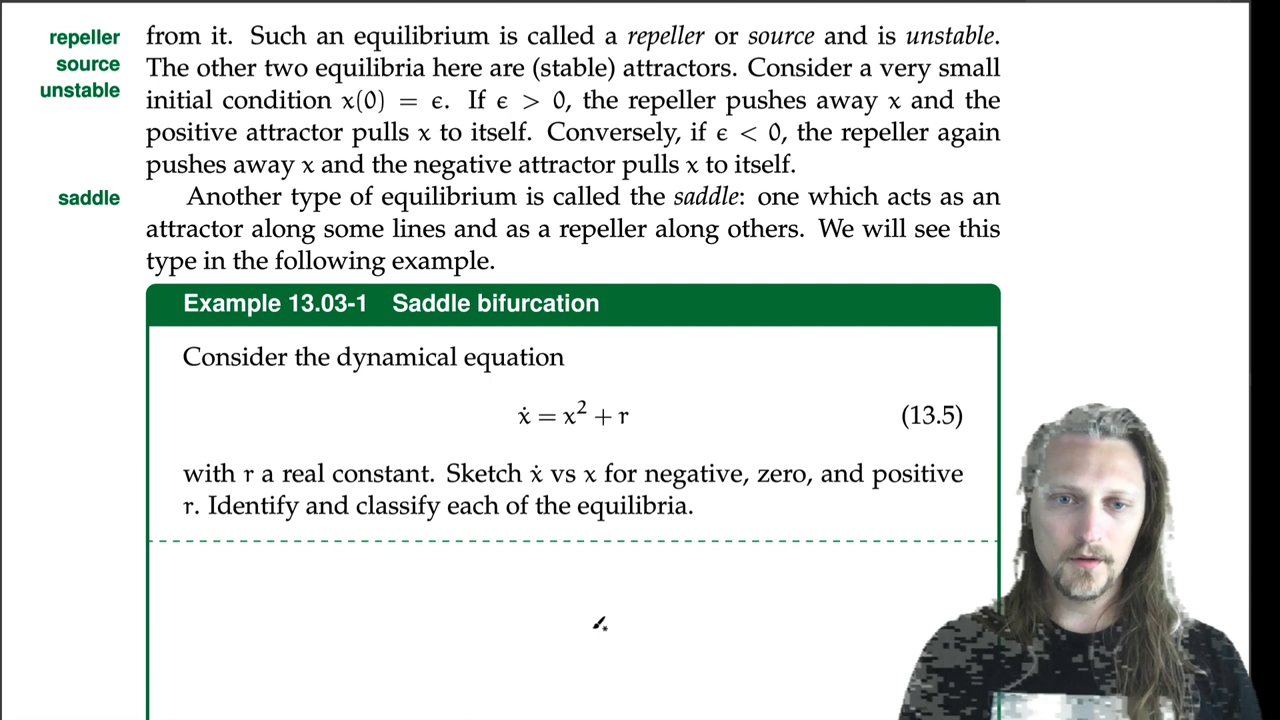 repeller
source
unstable
from it. Such an equilibrium is called a repeller or source and is unstable.
The other two equilibria here are (stable) attractors. Consider a very small
initial condition x(0) = ϵ. If ϵ > 0, the repeller pushes away x and the
positive attractor pulls x to itself. Conversely, if ϵ < 0, the repeller again
pushes away x and the negative attractor pulls x to itself.
saddle
Another type of equilibrium is called the saddle: one which acts as an
attractor along some lines and as a repeller along others. We will see this
type in the following example.
Example 13.03-1 Saddle bifurcation
Consider the dynamical equation
ẋ = x² + r (13.5)
with r a real constant. Sketch ẋ vs x for negative, zero, and positive
r. Identify and classify each of the equilibria.